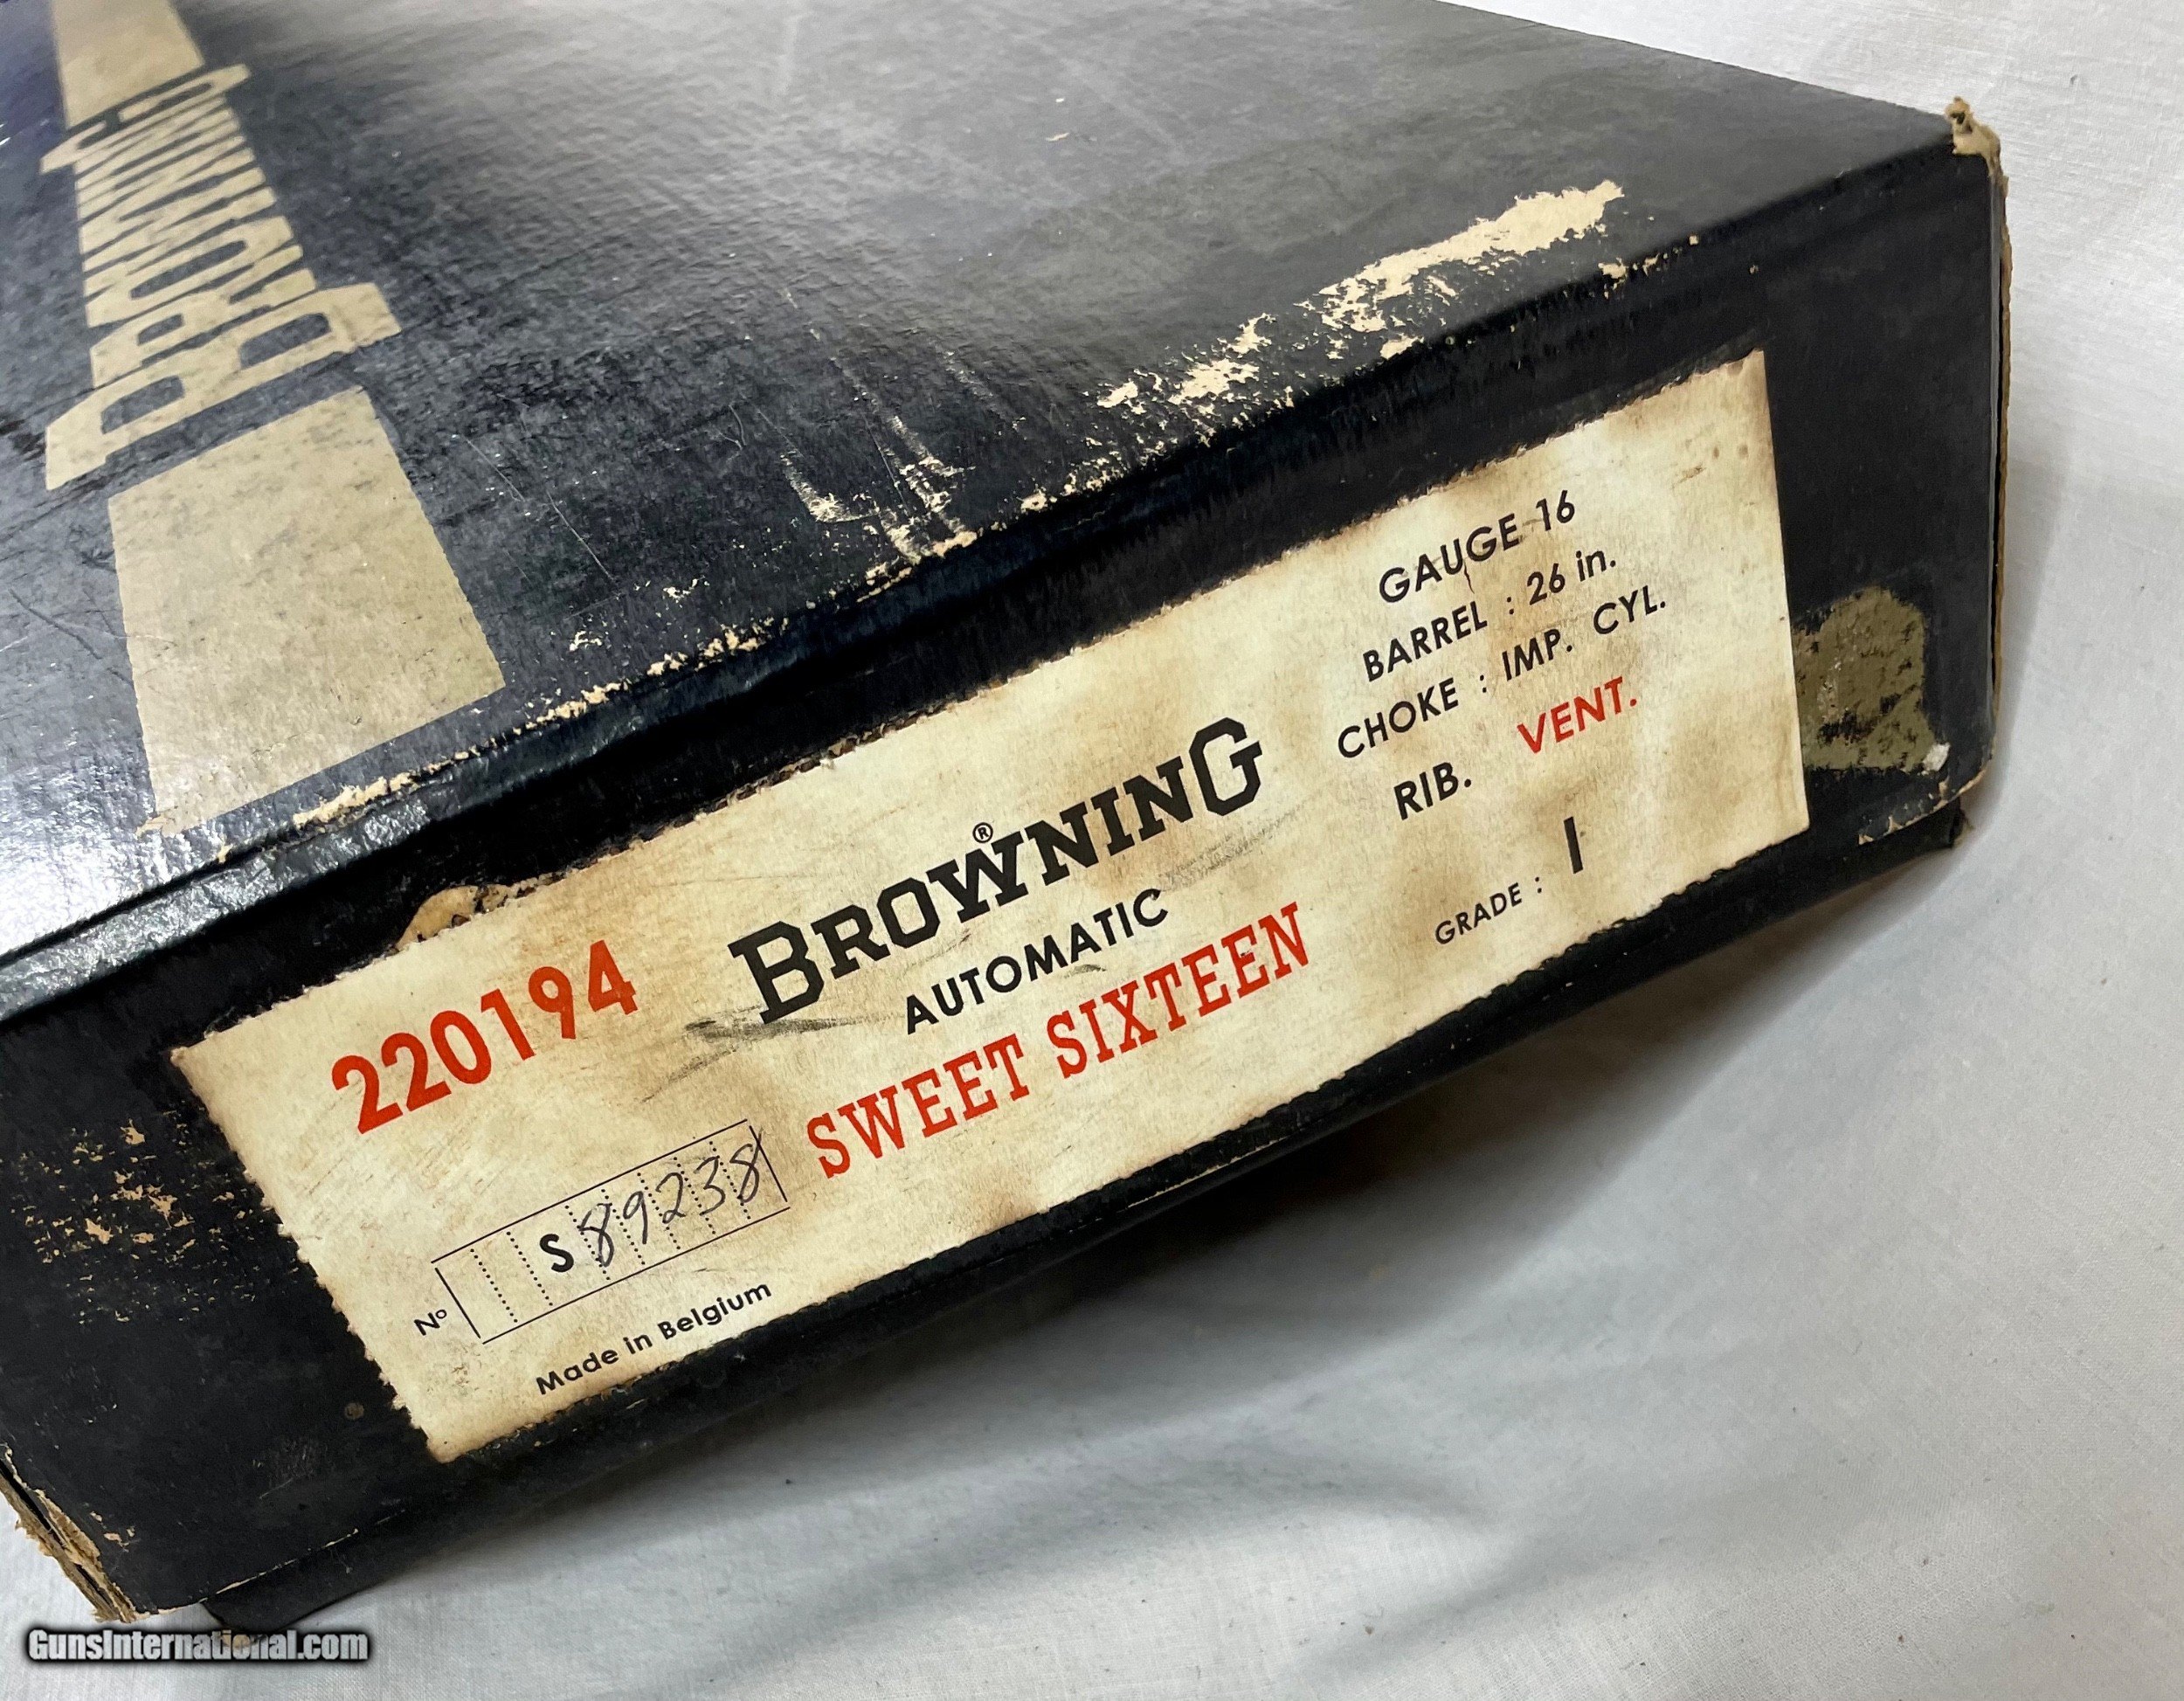 BROWNING
220194
BROWNING®
AUTOMATIC
SWEET SIXTEEN
GAUGE 16
BARREL : 26 in.
CHOKE : IMP. CYL.
RIB. VENT.
GRADE : I
Nº S 89238
Made in Belgium
GunsInternational.com